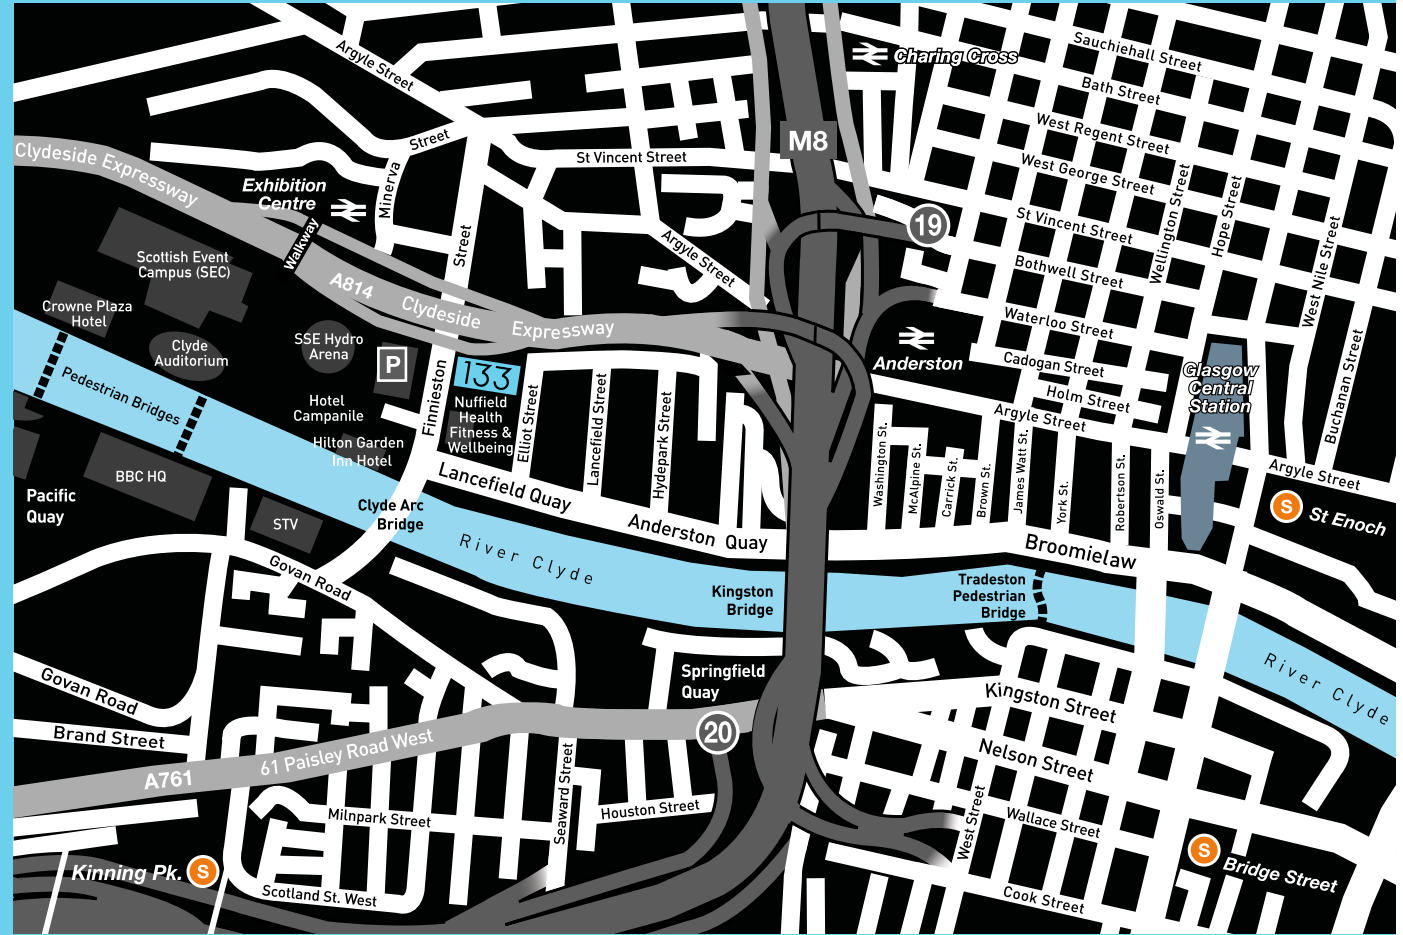 Sauchiehall Street
Charing Cross
Argyle Street
Bath Street
M8
West Regent Street
Street
Clydeside Expressway
St Vincent Street
West George Street
Exhibition
Centre
Minerva
Wellington Street
Hope Street
St Vincent Street
19
Walkway
Street
Argyle Street
West Nile Street
Scottish Event
Campus (SEC)
Bothwell Street
A814
Clydeside
Expressway
Crowne Plaza
Hotel
Waterloo Street
SSE Hydro
Arena
Clyde
Auditorium
P
133
Anderston
Cadogan Street
Glasgow
Central
Station
Buchanan Street
Pedestrian Bridges
Hotel
Campanile
Finnieston
Nuffield
Health
Fitness &
Wellbeing
Elliot Street
Lancefield Street
Hydepark Street
Holm Street
Argyle Street
Hilton Garden
Inn Hotel
BBC HQ
Washington St.
McAlpine St.
Carrick St.
Brown St.
James Watt St.
York St.
Robertson St.
Oswald St.
Argyle Street
Lancefield Quay
Pacific
Quay
Clyde Arc
Bridge
S
St Enoch
STV
Anderston Quay
Broomielaw
River Clyde
Govan Road
Kingston
Bridge
Tradeston
Pedestrian
Bridge
Springfield
Quay
River Clyde
Govan Road
Kingston Street
Brand Street
20
61 Paisley Road West
A761
Nelson Street
Seaward Street
Houston Street
Milnpark Street
West Street
Wallace Street
Kinning Pk.
S
S
Bridge Street
Scotland St. West
Cook Street